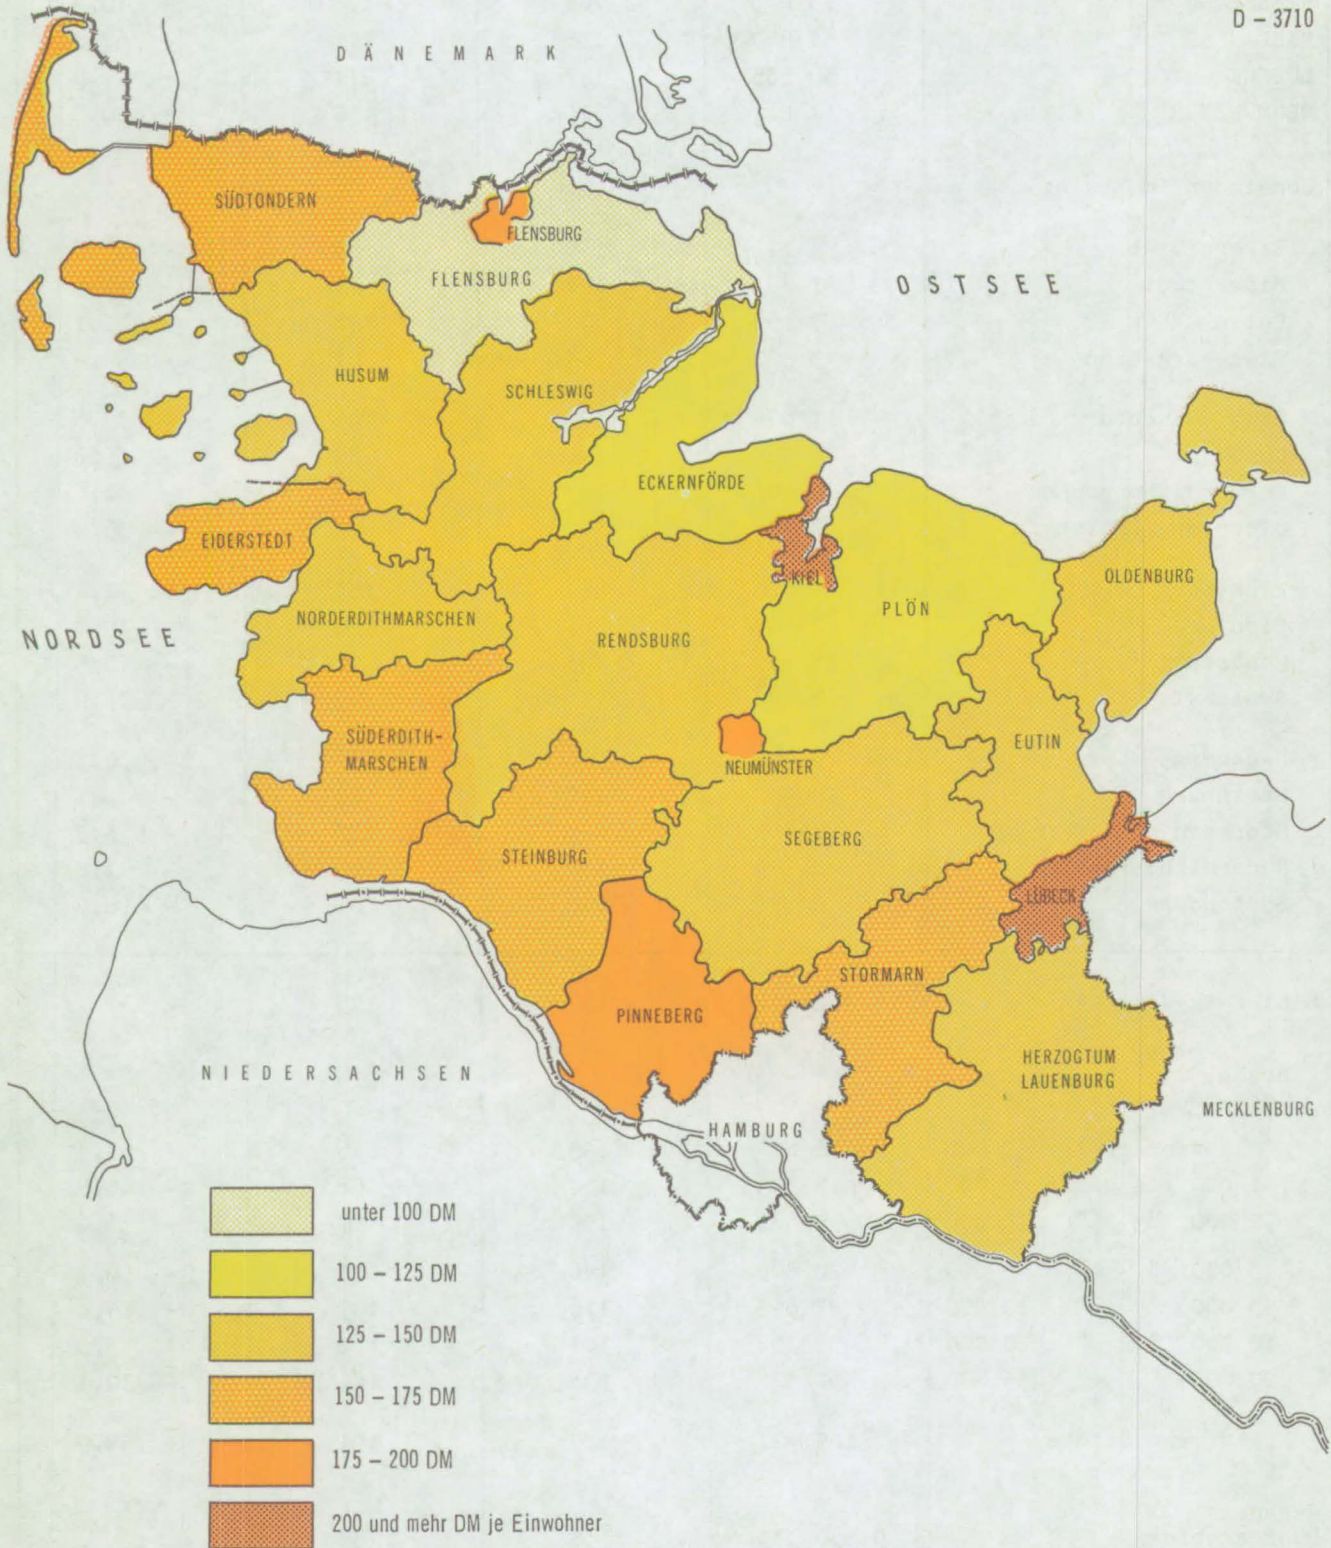 D – 3710
DÄNEMARK
SÜDTONDERN
FLENSBURG
FLENSBURG
OSTSEE
HUSUM
SCHLESWIG
ECKERNFÖRDE
EIDERSTEDT
KIEL
OLDENBURG
NORDERDITHMARSCHEN
PLÖN
NORDSEE
RENDSBURG
SÜDERDITH-
MARSCHEN
EUTIN
NEUMÜNSTER
SEGEBERG
STEINBURG
LÜBECK
STORMARN
PINNEBERG
HERZOGTUM
LAUENBURG
NIEDERSACHSEN
MECKLENBURG
HAMBURG
unter 100 DM
100 – 125 DM
125 – 150 DM
150 – 175 DM
175 – 200 DM
200 und mehr DM je Einwohner